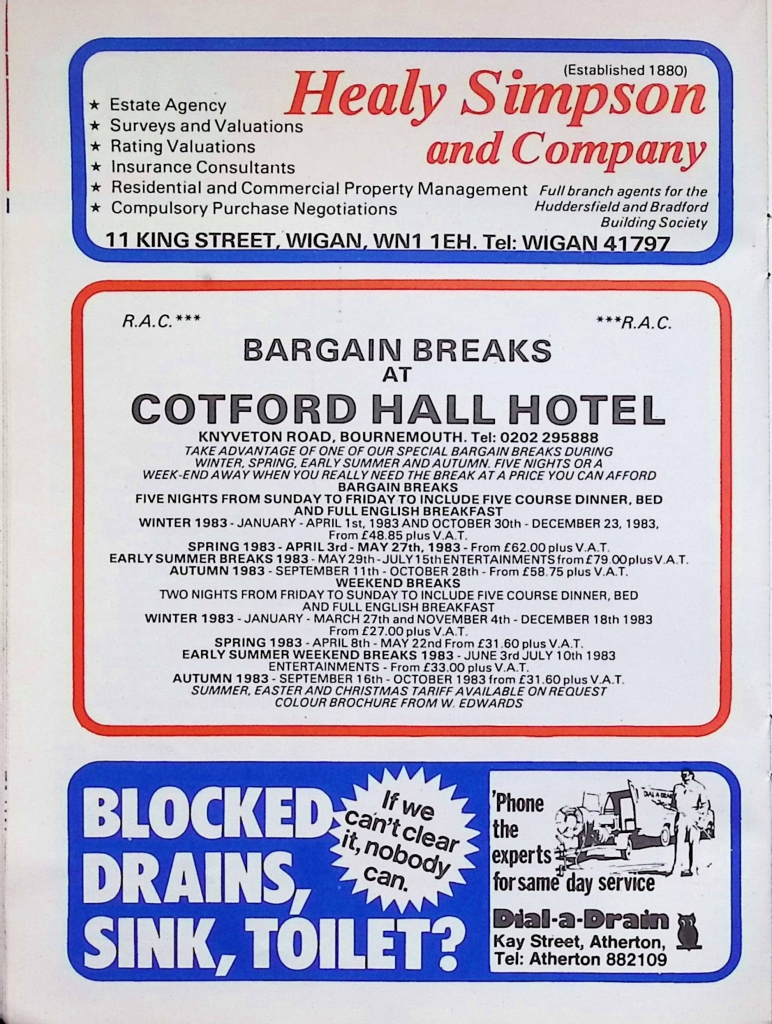 (Established 1880)
Healy Simpson
and Company
★ Estate Agency
★ Surveys and Valuations
★ Rating Valuations
★ Insurance Consultants
★ Residential and Commercial Property Management
★ Compulsory Purchase Negotiations
Full branch agents for the
Huddersfield and Bradford
Building Society
11 KING STREET, WIGAN, WN1 1EH. Tel: WIGAN 41797
R.A.C.*** ***R.A.C.
BARGAIN BREAKS
AT
COTFORD HALL HOTEL
KNYVETON ROAD, BOURNEMOUTH. Tel: 0202 295888
TAKE ADVANTAGE OF ONE OF OUR SPECIAL BARGAIN BREAKS DURING
WINTER, SPRING, EARLY SUMMER AND AUTUMN. FIVE NIGHTS OR A
WEEK-END AWAY WHEN YOU REALLY NEED THE BREAK AT A PRICE YOU CAN AFFORD
BARGAIN BREAKS
FIVE NIGHTS FROM SUNDAY TO FRIDAY TO INCLUDE FIVE COURSE DINNER, BED
AND FULL ENGLISH BREAKFAST
WINTER 1983 - JANUARY - APRIL 1st, 1983 AND OCTOBER 30th - DECEMBER 23, 1983,
From £48.85 plus V.A.T.
SPRING 1983 - APRIL 3rd - MAY 27th, 1983 - From £62.00 plus V.A.T.
EARLY SUMMER BREAKS 1983 - MAY 29th - JULY 15th ENTERTAINMENTS from £79.00 plus V.A.T.
AUTUMN 1983 - SEPTEMBER 11th - OCTOBER 28th - From £58.75 plus V.A.T.
WEEKEND BREAKS
TWO NIGHTS FROM FRIDAY TO SUNDAY TO INCLUDE FIVE COURSE DINNER, BED
AND FULL ENGLISH BREAKFAST
WINTER 1983 - JANUARY - MARCH 27th and NOVEMBER 4th - DECEMBER 18th 1983
From £27.00 plus V.A.T.
SPRING 1983 - APRIL 8th - MAY 22nd From £31.60 plus V.A.T.
EARLY SUMMER WEEKEND BREAKS 1983 - JUNE 3rd JULY 10th 1983
ENTERTAINMENTS - From £33.00 plus V.A.T.
AUTUMN 1983 - SEPTEMBER 16th - OCTOBER 1983 from £31.60 plus V.A.T.
SUMMER, EASTER AND CHRISTMAS TARIFF AVAILABLE ON REQUEST
COLOUR BROCHURE FROM W. EDWARDS
BLOCKED
DRAINS,
SINK, TOILET?
If we
can't clear
it, nobody
can.
'Phone
the
experts
for same day service
DIAL A DRAIN
Dial-a-Drain
Kay Street, Atherton,
Tel: Atherton 882109